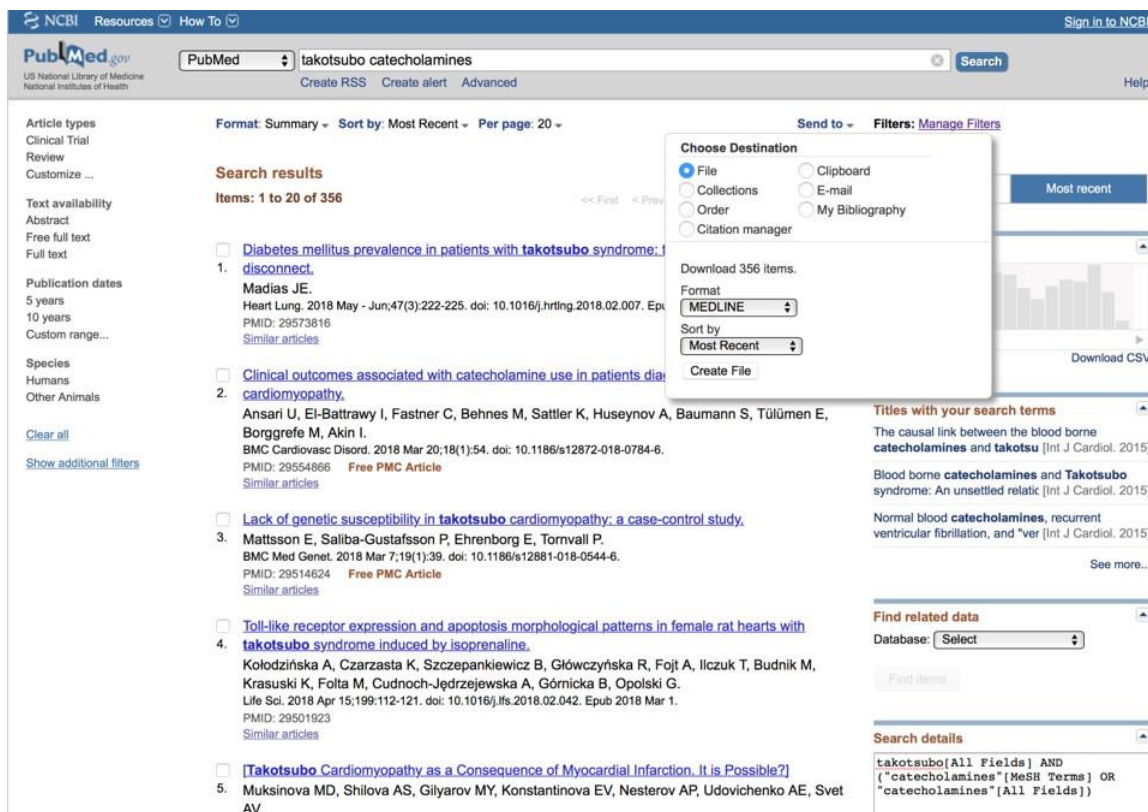 NCBI Resources How To Sign in to NCBI
PubMed.gov
US National Library of Medicine
National Institutes of Health
PubMed takotsubo catecholamines Search
Create RSS Create alert Advanced Help
Article types
Clinical Trial
Review
Customize ...
Text availability
Abstract
Free full text
Full text
Publication dates
5 years
10 years
Custom range...
Species
Humans
Other Animals
Clear all
Show additional filters
Format: Summary Sort by: Most Recent Per page: 20 Send to Filters: Manage Filters
Search results
Items: 1 to 20 of 356 << First < Prev
Choose Destination
File Clipboard
Collections E-mail
Order My Bibliography
Citation manager
Download 356 items.
Format
MEDLINE
Sort by
Most Recent
Create File
Diabetes mellitus prevalence in patients with takotsubo syndrome:
1. disconnect.
Madias JE.
Heart Lung. 2018 May - Jun;47(3):222-225. doi: 10.1016/j.hrtlng.2018.02.007. Epu
PMID: 29573816
Similar articles
Clinical outcomes associated with catecholamine use in patients dia
2. cardiomyopathy.
Ansari U, El-Battrawy I, Fastner C, Behnes M, Sattler K, Huseynov A, Baumann S, Tülümen E,
Borggrefe M, Akin I.
BMC Cardiovasc Disord. 2018 Mar 20;18(1):54. doi: 10.1186/s12872-018-0784-6.
PMID: 29554866 Free PMC Article
Similar articles
Lack of genetic susceptibility in takotsubo cardiomyopathy: a case-control study.
3. Mattsson E, Saliba-Gustafsson P, Ehrenborg E, Tornvall P.
BMC Med Genet. 2018 Mar 7;19(1):39. doi: 10.1186/s12881-018-0544-6.
PMID: 29514624 Free PMC Article
Similar articles
Toll-like receptor expression and apoptosis morphological patterns in female rat hearts with
4. takotsubo syndrome induced by isoprenaline.
Kołodzińska A, Czarzasta K, Szczepankiewicz B, Główczyńska R, Fojt A, Ilczuk T, Budnik M,
Krasuski K, Folta M, Cudnoch-Jędrzejewska A, Górnicka B, Opolski G.
Life Sci. 2018 Apr 15;199:112-121. doi: 10.1016/j.lfs.2018.02.042. Epub 2018 Mar 1.
PMID: 29501923
Similar articles
[Takotsubo Cardiomyopathy as a Consequence of Myocardial Infarction. It is Possible?]
5. Muksinova MD, Shilova AS, Gilyarov MY, Konstantinova EV, Nesterov AP, Udovichenko AE, Svet
AV
Most recent
Download CSV
Titles with your search terms
The causal link between the blood borne
catecholamines and takotsu [Int J Cardiol. 2015]
Blood borne catecholamines and Takotsubo
syndrome: An unsettled relatic [Int J Cardiol. 2015]
Normal blood catecholamines, recurrent
ventricular fibrillation, and "ver [Int J Cardiol. 2015]
See more...
Find related data
Database: Select
Find items
Search details
takotsubo[All Fields] AND
("catecholamines"[MeSH Terms] OR
"catecholamines"[All Fields])